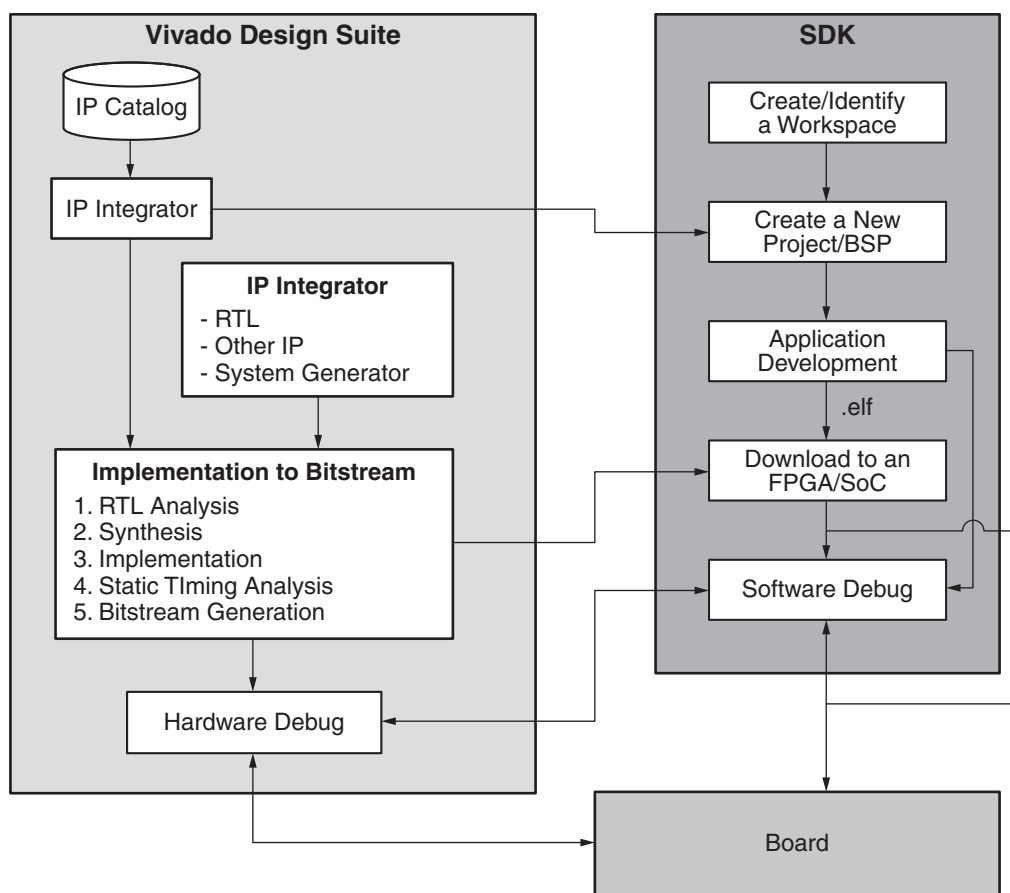 Vivado Design Suite
IP Catalog
IP Integrator
IP Integrator
- RTL
- Other IP
- System Generator
Implementation to Bitstream
1. RTL Analysis
2. Synthesis
3. Implementation
4. Static TIming Analysis
5. Bitstream Generation
Hardware Debug
SDK
Create/Identify
a Workspace
Create a New
Project/BSP
Application
Development
.elf
Download to an
FPGA/SoC
Software Debug
Board